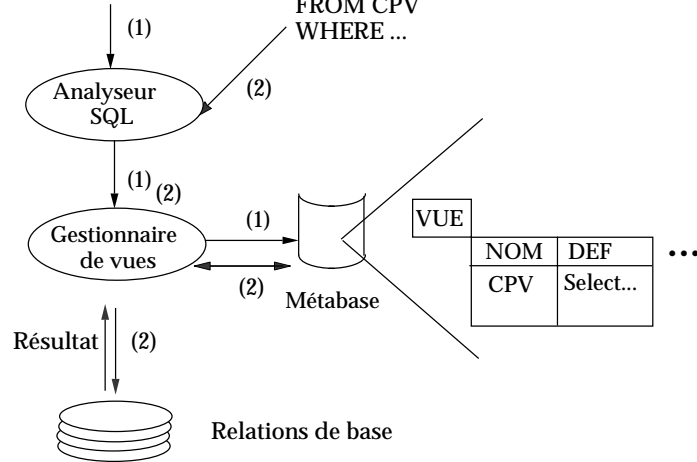 FROM CPV
WHERE ...
(1)
(2)
Analyseur
SQL
(1)
(2)
Gestionnaire
de vues
(1)
(2)
Métabase
VUE
NOM DEF
CPV Select...
...
Résultat
(2)
Relations de base